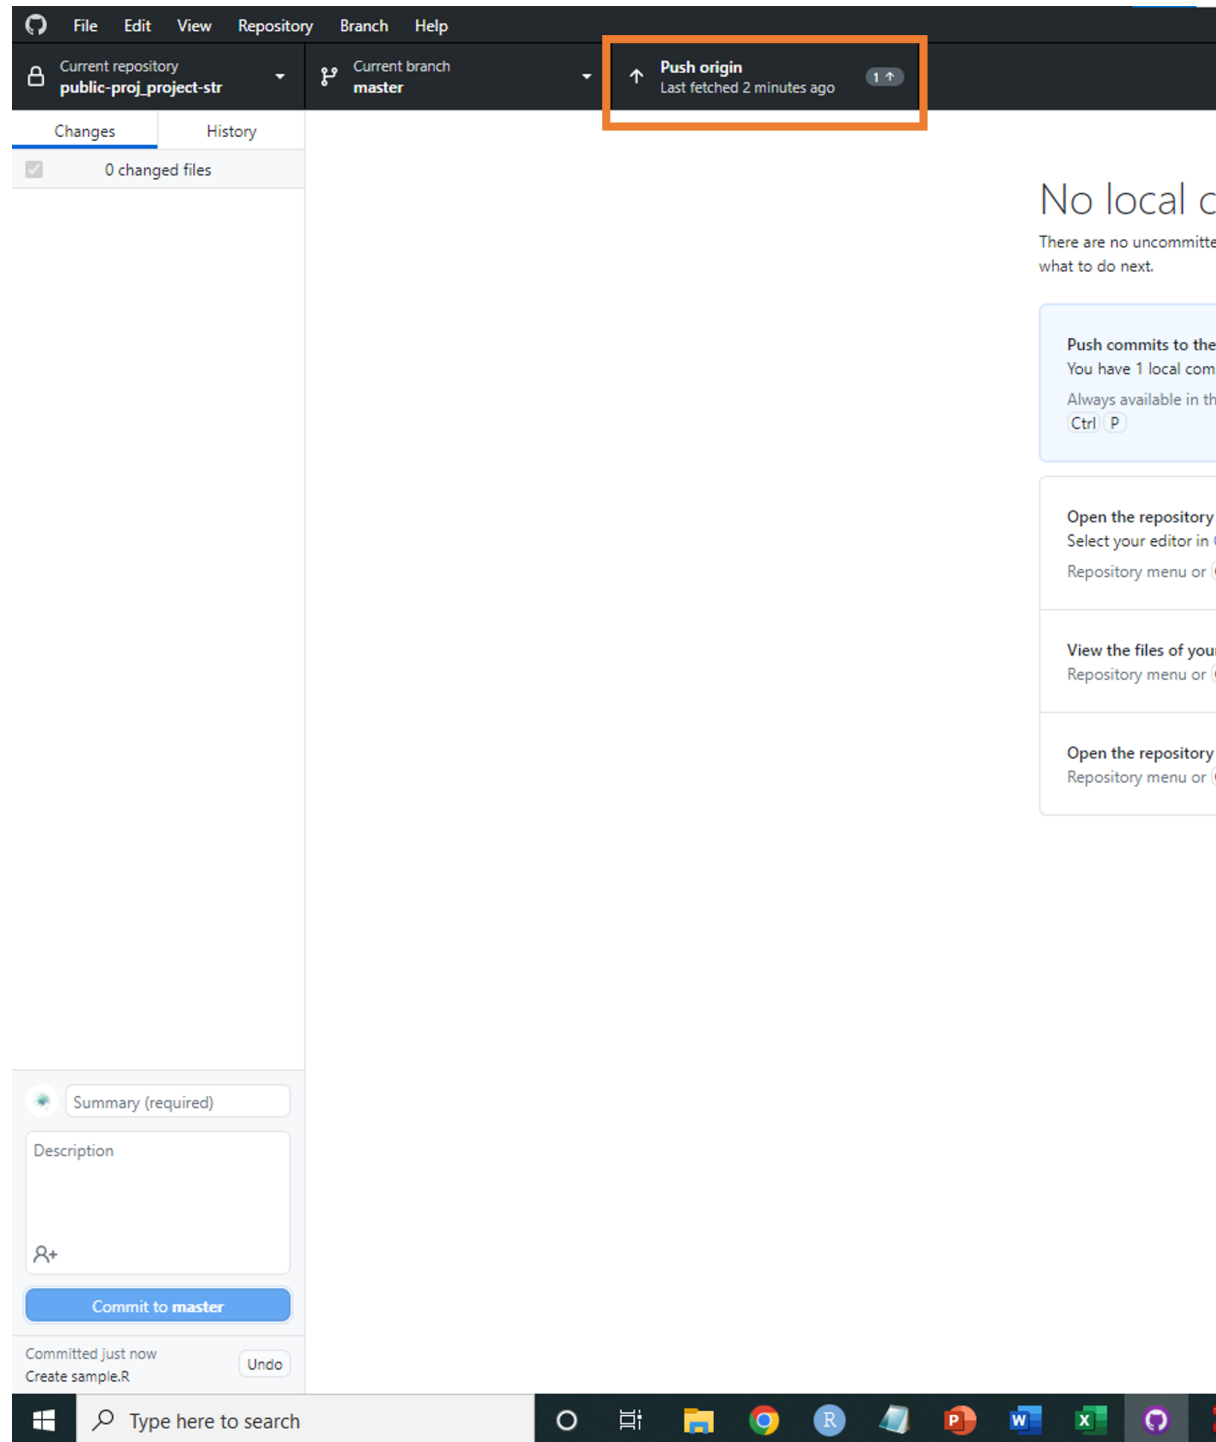 File Edit View Repository Branch Help
Current repository
public-proj_project-str
Current branch
master
Push origin
Last fetched 2 minutes ago
1
Changes History
0 changed files
No local
There are no
what to do next.
Push commits to the
You have 1 local
Always available in
Ctrl P
Open the repository
Select your editor in
Repository menu or
View the files of
Repository menu or
Open the repository
Repository menu or
Summary (required)
Description
Commit to master
Committed just now
Create sample.R
Undo
Type here to search